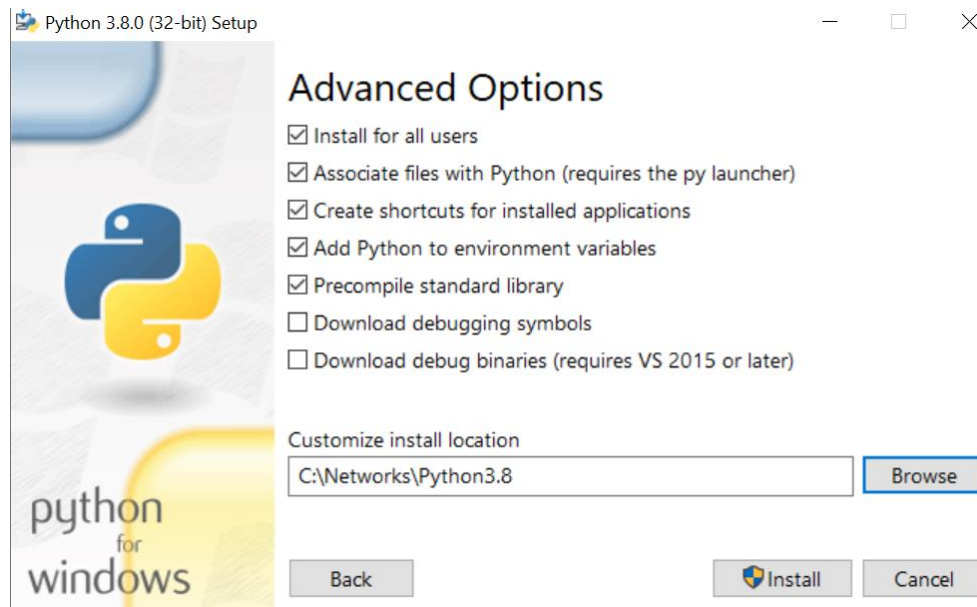 Python 3.8.0 (32-bit) Setup
Advanced Options
Install for all users
Associate files with Python (requires the py launcher)
Create shortcuts for installed applications
Add Python to environment variables
Precompile standard library
Download debugging symbols
Download debug binaries (requires VS 2015 or later)
Customize install location
C:\Networks\Python3.8
Browse
python
for
windows
Back
Install
Cancel